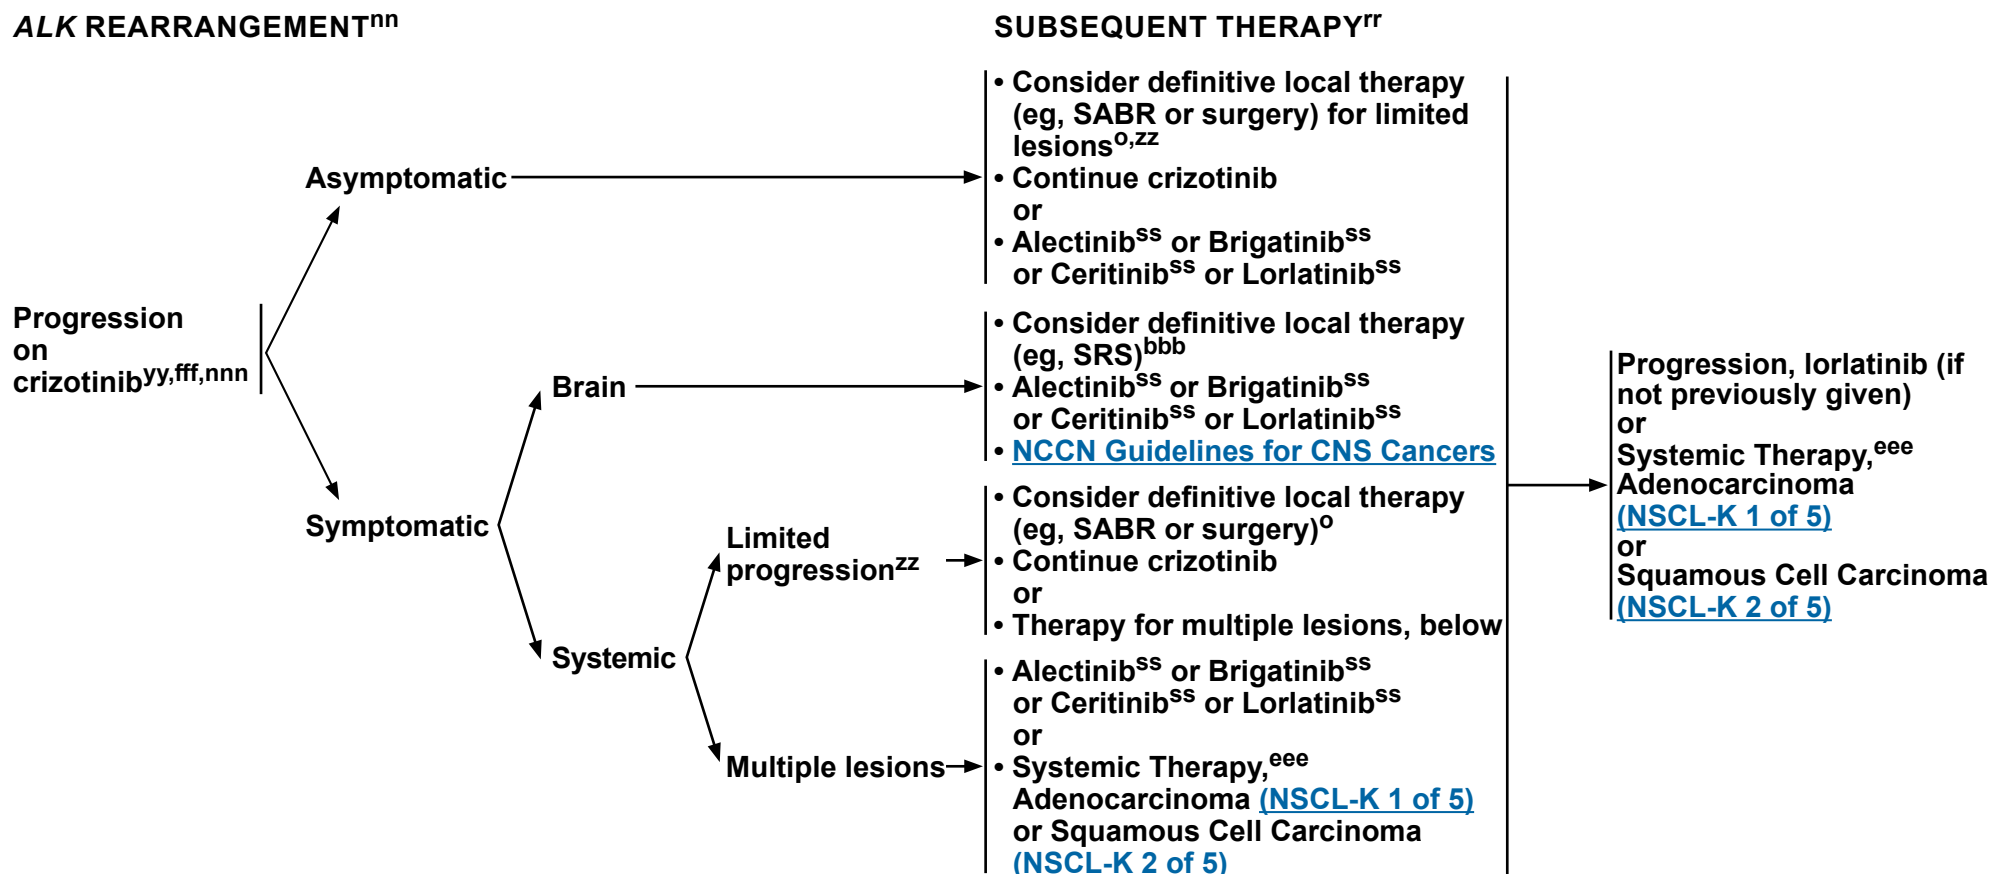 ALK REARRANGEMENTnn
SUBSEQUENT THERAPYrr
Progression
on
crizotinibyy,fff,nnn
Asymptomatic
• Consider definitive local therapy
(eg, SABR or surgery) for limited
lesionso,zz
• Continue crizotinib
or
• Alectinibss or Brigatinibss
or Ceritinibss or Lorlatinibss
Symptomatic
Brain
• Consider definitive local therapy
(eg, SRS)bbb
• Alectinibss or Brigatinibss
or Ceritinibss or Lorlatinibss
• NCCN Guidelines for CNS Cancers
Systemic
Limited
progressionzz
• Consider definitive local therapy
(eg, SABR or surgery)o
• Continue crizotinib
or
• Therapy for multiple lesions, below
Multiple lesions
• Alectinibss or Brigatinibss
or Ceritinibss or Lorlatinibss
or
• Systemic Therapy,eee
Adenocarcinoma (NSCL-K 1 of 5)
or Squamous Cell Carcinoma
(NSCL-K 2 of 5)
Progression, lorlatinib (if
not previously given)
or
Systemic Therapy,eee
Adenocarcinoma
(NSCL-K 1 of 5)
or
Squamous Cell Carcinoma
(NSCL-K 2 of 5)